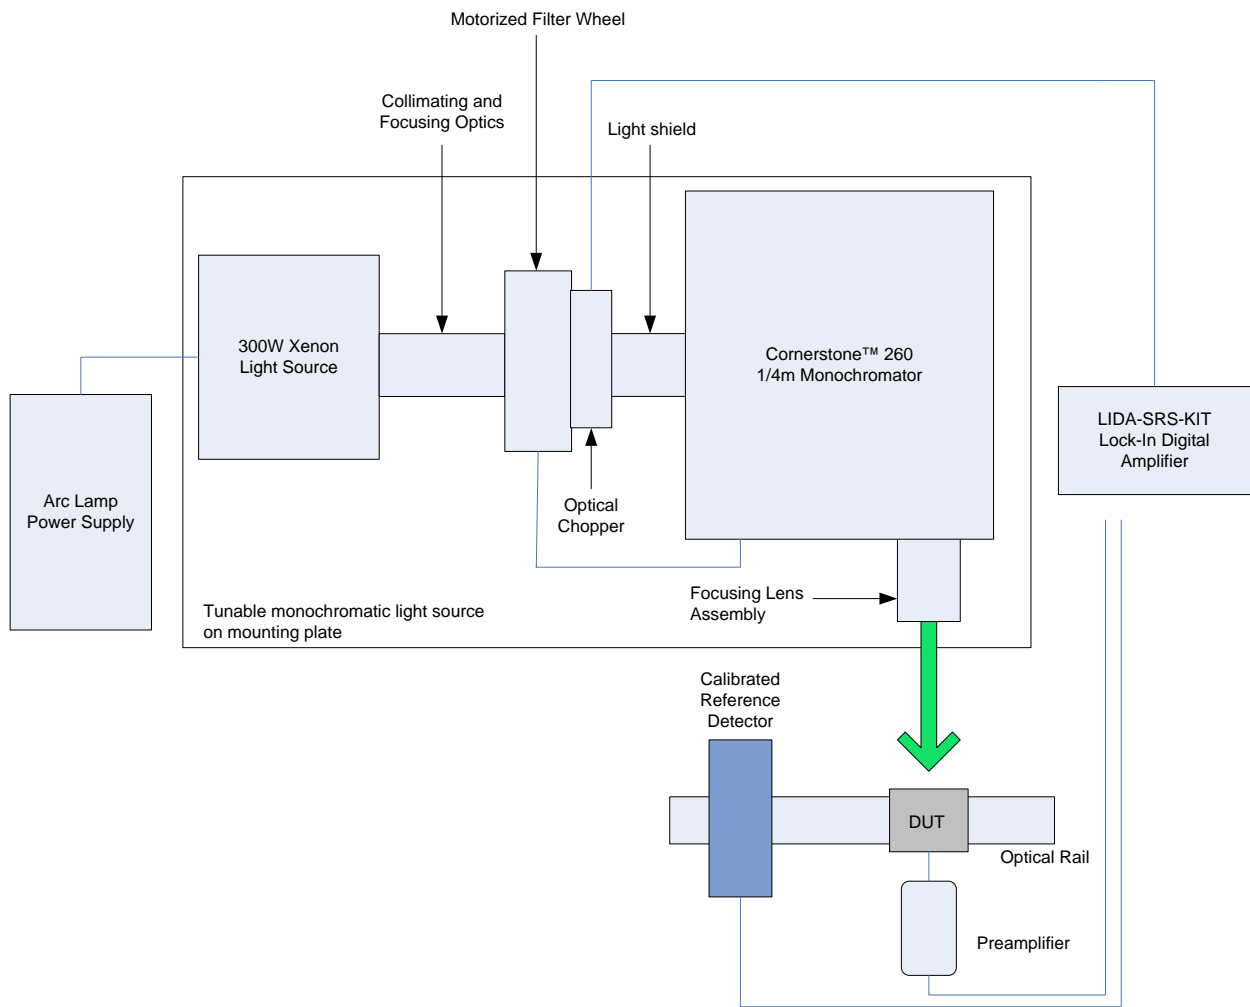 Motorized Filter Wheel
Collimating and
Focusing Optics
Light shield
300W Xenon
Light Source
Cornerstone™ 260
1/4m Monochromator
LIDA-SRS-KIT
Lock-In Digital
Amplifier
Arc Lamp
Power Supply
Optical
Chopper
Focusing Lens
Assembly
Tunable monochromatic light source
on mounting plate
Calibrated
Reference
Detector
DUT
Optical Rail
Preamplifier